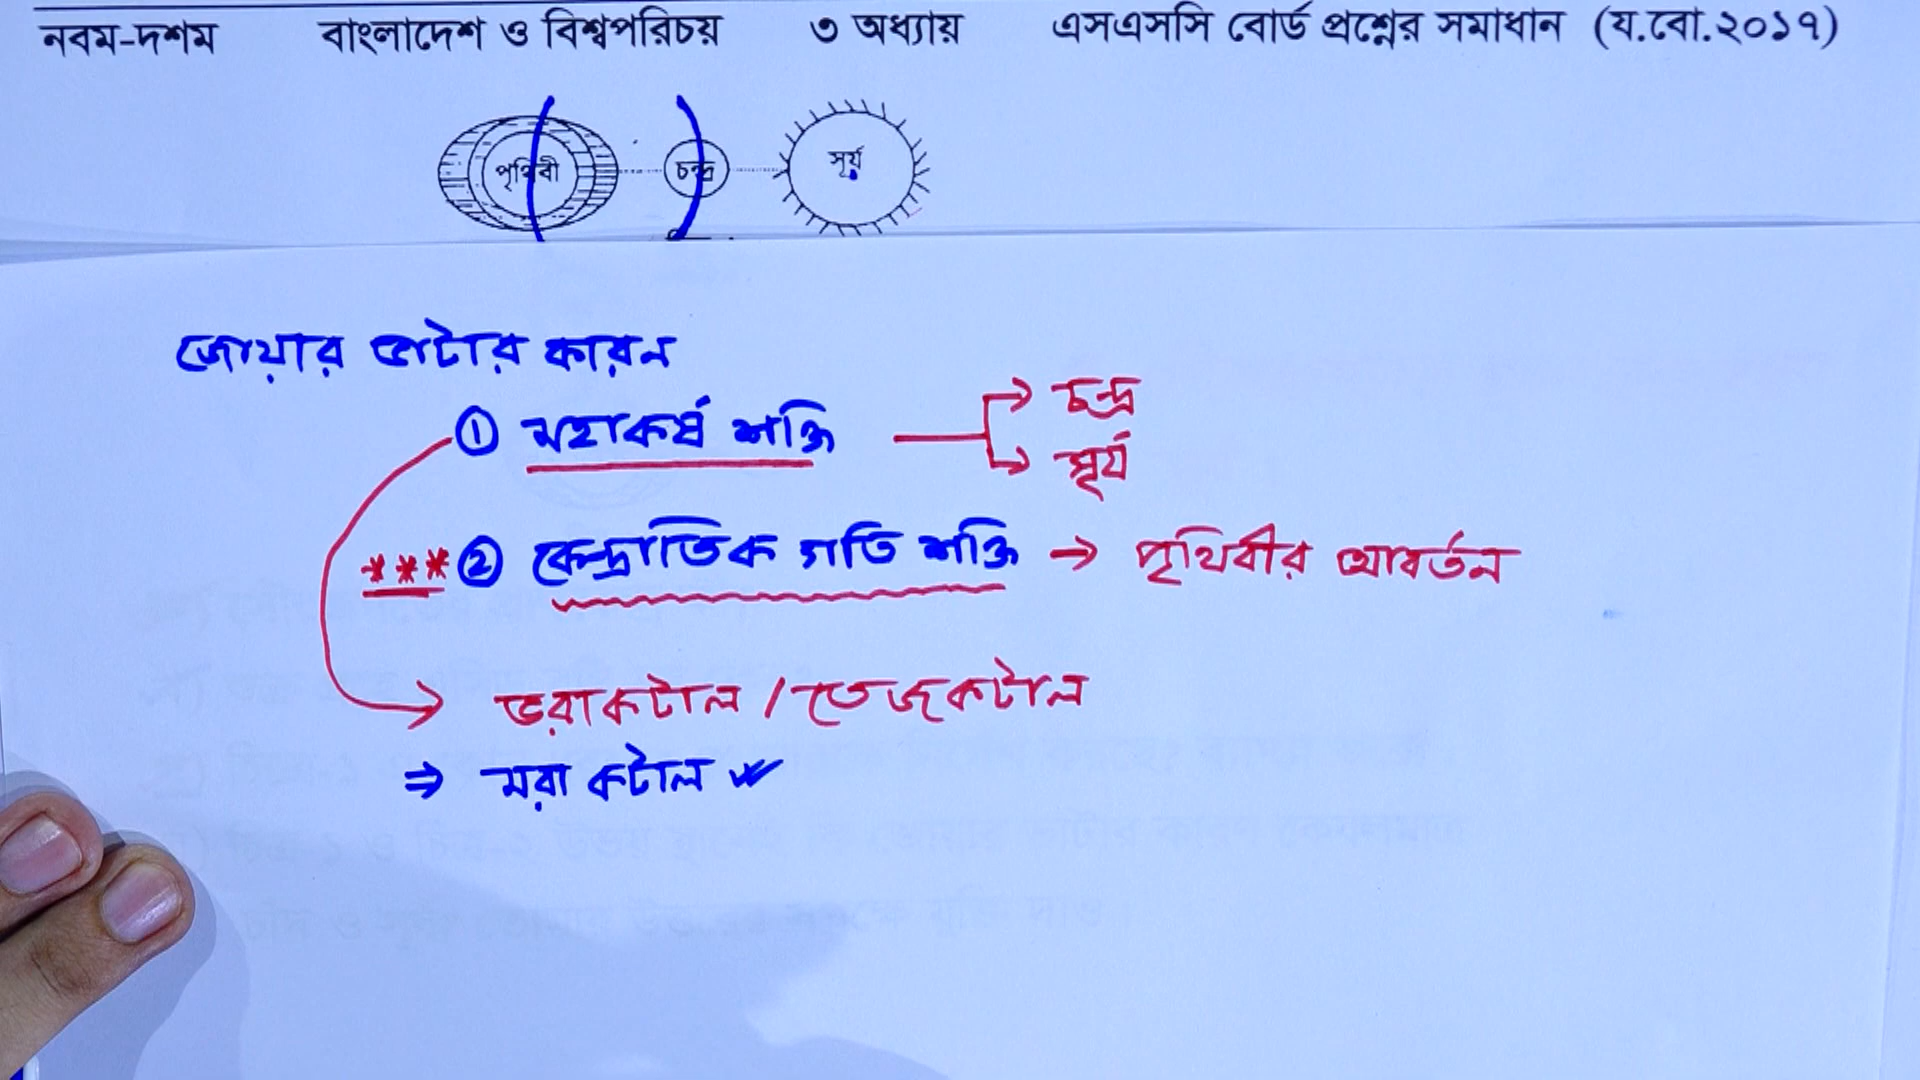 নবম-দশম বাংলাদেশ ও বিশ্বপরিচয় ৩ অধ্যায় এসএসসি বোর্ড প্রশ্নের সমাধান (য.বো.২০১৭)
পৃথিবী চন্দ্র সূর্য
জোয়ার ভাটার কারন
① মহাকর্ষ শক্তি → চন্দ্র
→ সূর্য
*** ② কেন্দ্রাতিক গতি শক্তি → পৃথিবীর আবর্তন
→ ভরাকটাল / তেজকটাল
⇒ মরা কটাল